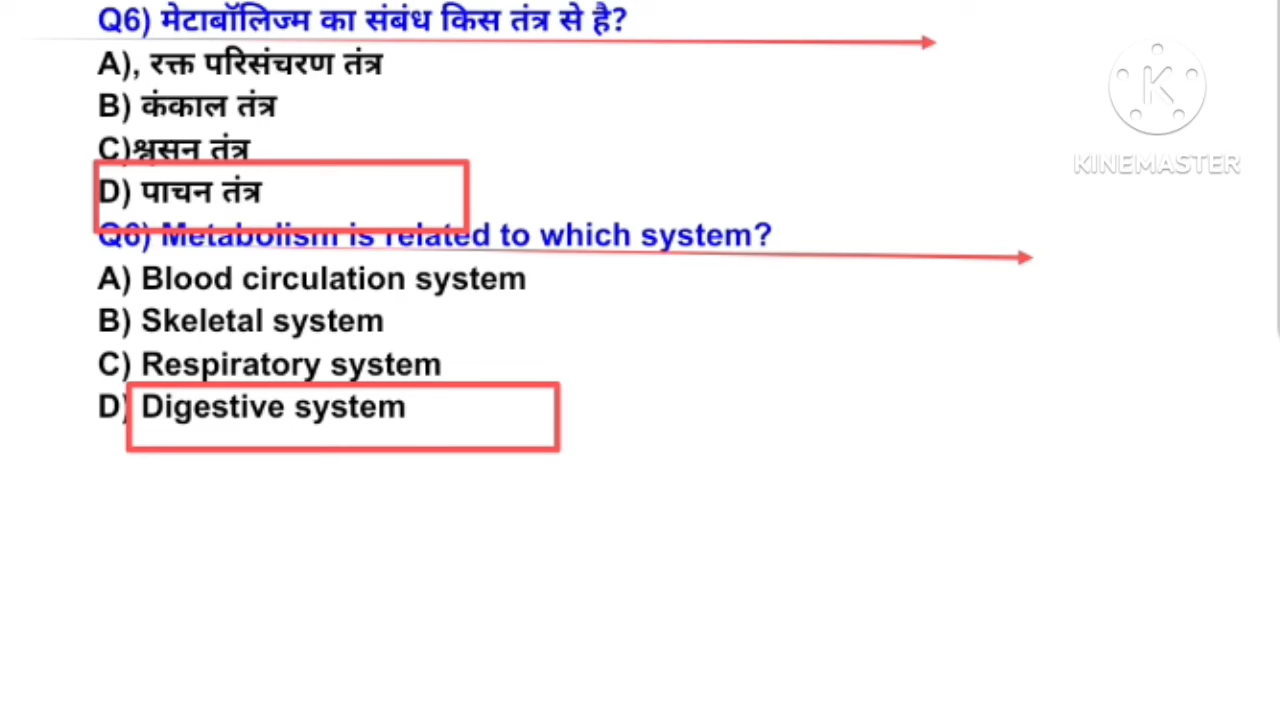 Q6) मेटाबॉलिज्म का संबंध किस तंत्र से है?
A), रक्त परिसंचरण तंत्र
B) कंकाल तंत्र
C)श्वसन तंत्र
D) पाचन तंत्र
Q6) Metabolism is related to which system?
A) Blood circulation system
B) Skeletal system
C) Respiratory system
D) Digestive system
K
KINEMASTER